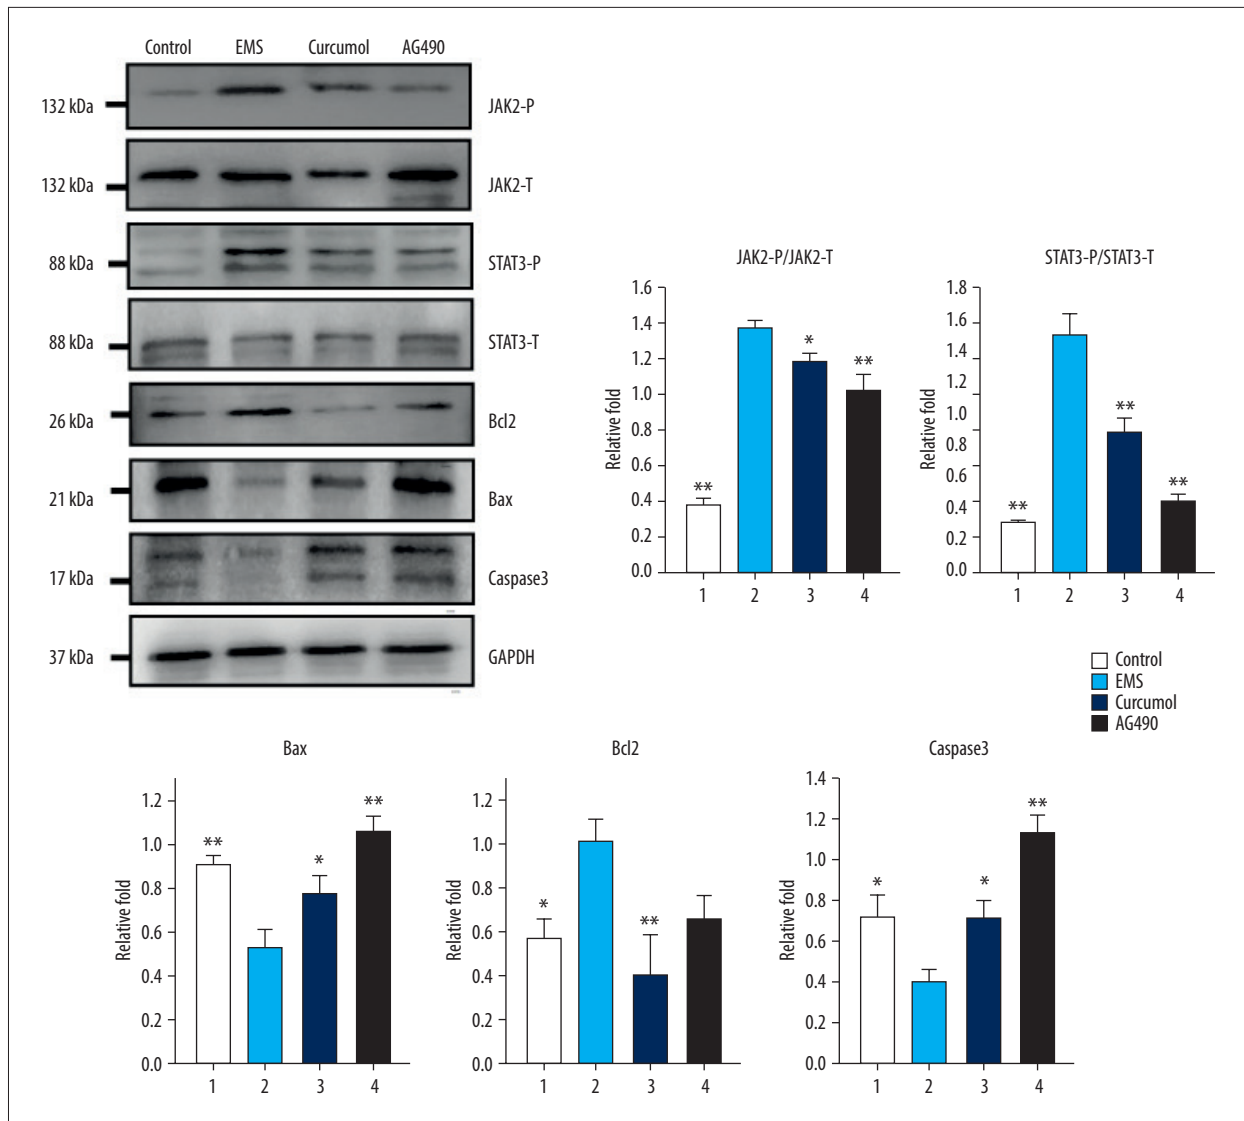 Control EMS Curcumol AG490
132 kDa JAK2-P
132 kDa JAK2-T
88 kDa STAT3-P
88 kDa STAT3-T
26 kDa Bcl2
21 kDa Bax
17 kDa Caspase3
37 kDa GAPDH
JAK2-P/JAK2-T
Relative fold
1.6
1.4
1.2
1.0
0.8
0.6
0.4
0.2
0.0
**
*
**
1 2 3 4
STAT3-P/STAT3-T
Relative fold
1.8
1.6
1.0
0.8
0.6
0.4
0.2
0.0
**
**
**
1 2 3 4
Control
EMS
Curcumol
AG490
Bax
Relative fold
1.2
1.0
0.8
0.6
0.4
0.2
0.0
**
*
**
1 2 3 4
Bcl2
Relative fold
1.2
1.0
0.8
0.6
0.4
0.2
0.0
*
**
1 2 3 4
Caspase3
Relative fold
1.4
1.2
1.0
0.8
0.6
0.4
0.2
0.0
*
*
**
1 2 3 4